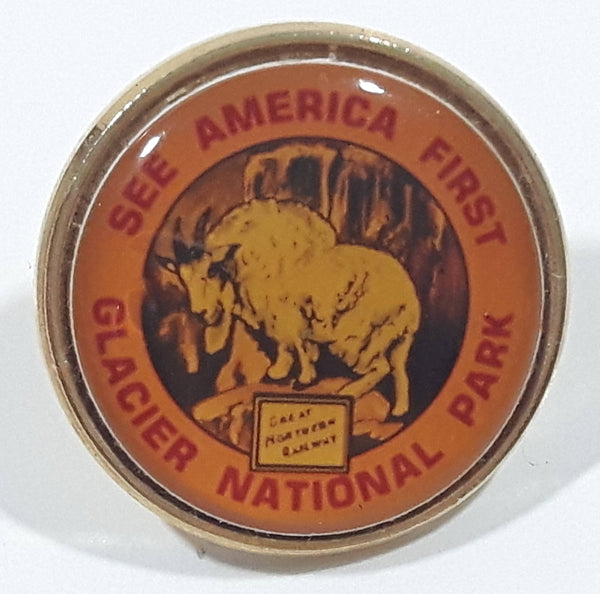 SEE AMERICA FIRST
GREAT
NORTHERN
RAILWAY
GLACIER NATIONAL PARK